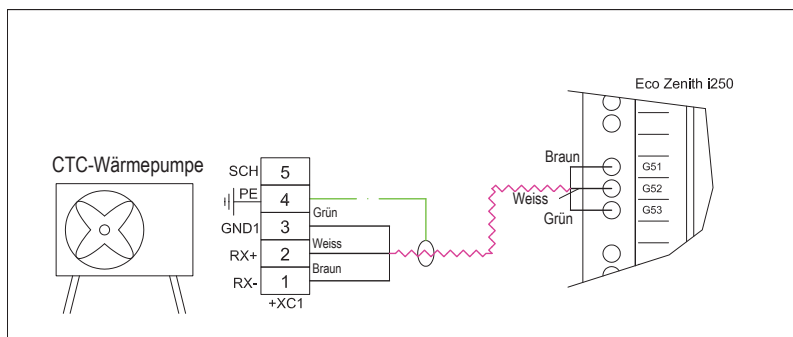 Eco Zenith i250
CTC-Wärmepumpe
SCH 5
PE 4
Grün
GND1 3
Weiss
RX+ 2
Braun
RX- 1
+XC1
Braun
G51
Weiss
G52
Grün
G53